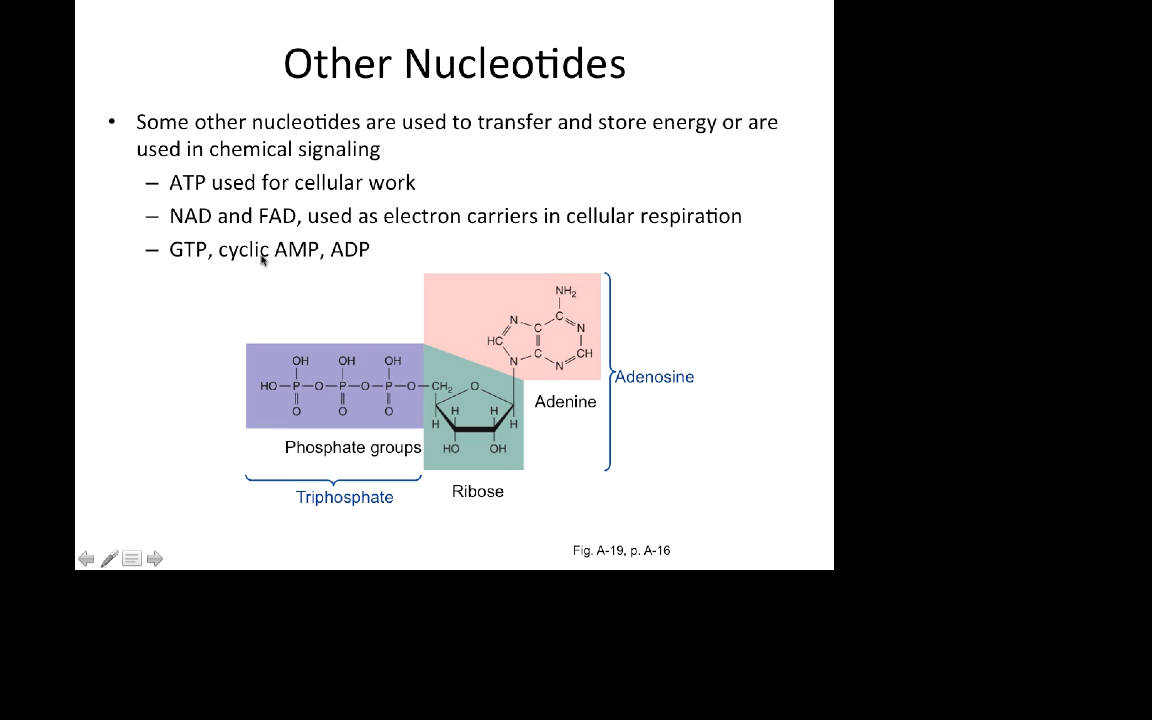 Other Nucleotides
• Some other nucleotides are used to transfer and store energy or are
used in chemical signaling
– ATP used for cellular work
– NAD and FAD, used as electron carriers in cellular respiration
– GTP, cyclic AMP, ADP
NH₂
C
N
N
C
HC
C
CH
N
N
OH OH OH
HO P O P O P O CH₂
O
O O O
H H H H
HO OH
Adenosine
Adenine
Phosphate groups
Triphosphate
Ribose
Fig. A-19, p. A-16